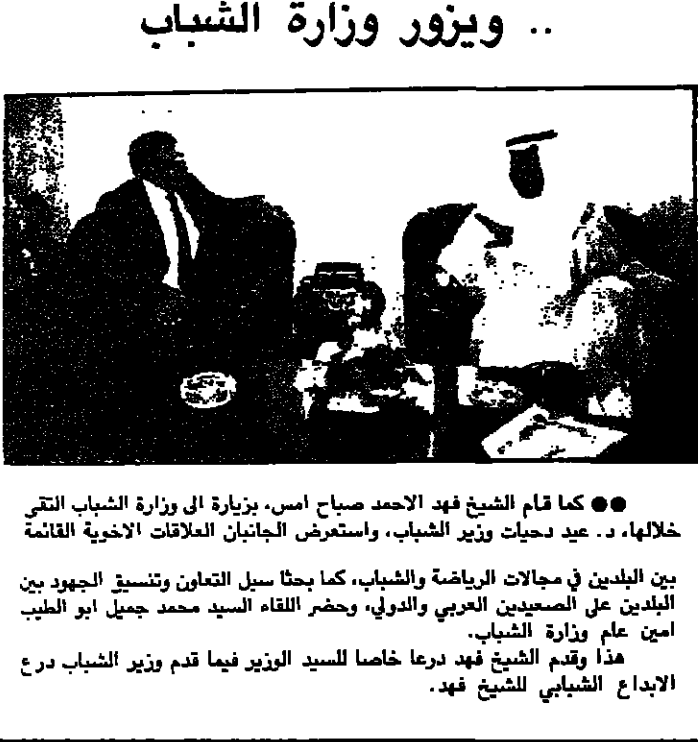 .. ويزور وزارة الشباب
●● كما قام الشيخ فهد الاحمد صباح امس، بزيارة الى وزارة الشباب التقى
خلالها، د. عيد دحيات وزير الشباب، واستعرض الجانبان العلاقات الاخوية القائمة
بين البلدين في مجالات الرياضة والشباب، كما بحثا سبل التعاون وتنسيق الجهود بين
البلدين على الصعيدين العربي والدولي، وحضر اللقاء السيد محمد جميل ابو الطيب
امين عام وزارة الشباب.
هذا وقدم الشيخ فهد درعا خاصا للسيد الوزير فيما قدم وزير الشباب درع
الابداع الشبابي للشيخ فهد.